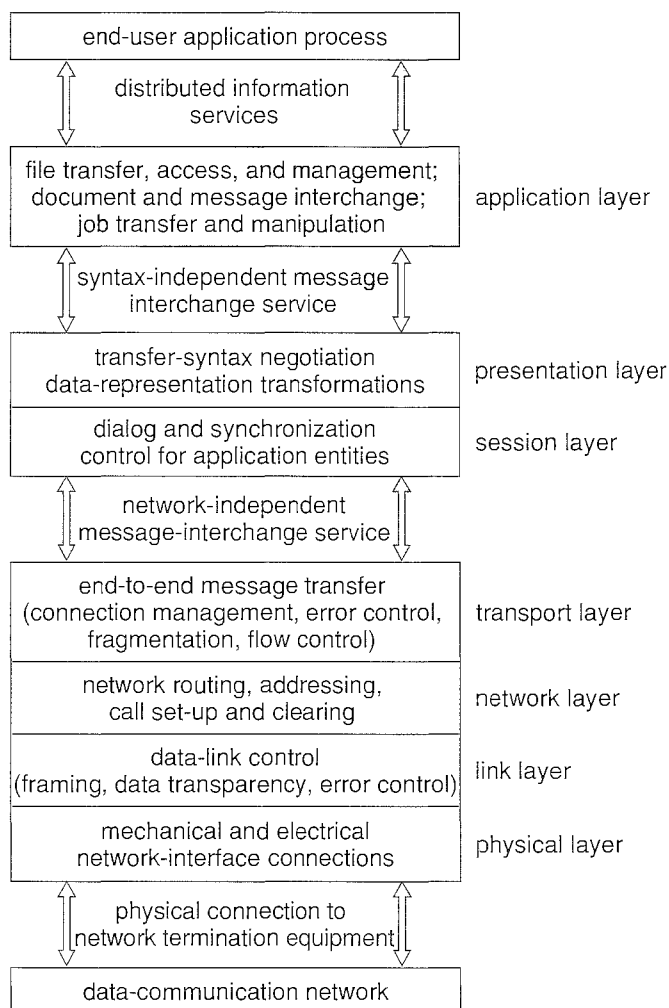 end-user application process
distributed information
services
file transfer, access, and management;
document and message interchange;
job transfer and manipulation
application layer
syntax-independent message
interchange service
transfer-syntax negotiation
data-representation transformations
presentation layer
dialog and synchronization
control for application entities
session layer
network-independent
message-interchange service
end-to-end message transfer
(connection management, error control,
fragmentation, flow control)
transport layer
network routing, addressing,
call set-up and clearing
network layer
data-link control
(framing, data transparency, error control)
link layer
mechanical and electrical
network-interface connections
physical layer
physical connection to
network termination equipment
data-communication network